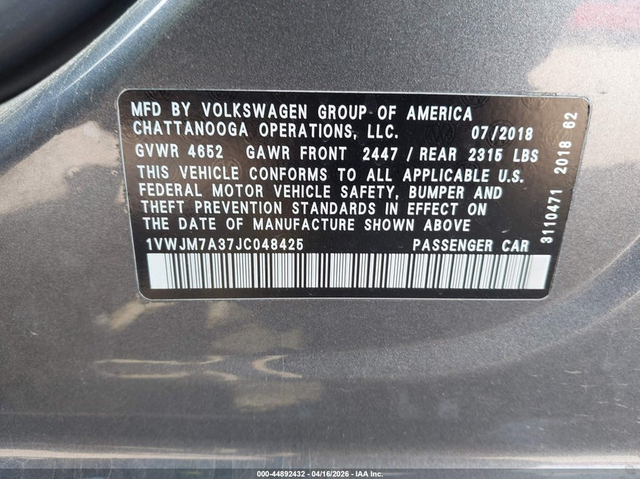 MFD BY VOLKSWAGEN GROUP OF AMERICA
CHATTANOOGA OPERATIONS, LLC. 07/2018
GVWR 4652 GAWR FRONT 2447 / REAR 2315 LBS
THIS VEHICLE CONFORMS TO ALL APPLICABLE U.S.
FEDERAL MOTOR VEHICLE SAFETY, BUMPER AND
THEFT PREVENTION STANDARDS IN EFFECT ON
THE DATE OF MANUFACTURE SHOWN ABOVE
1VWJM7A37JC048425 PASSENGER CAR
3110471 2018 62
000-44892432 - 04/16/2026 - IAA Inc.